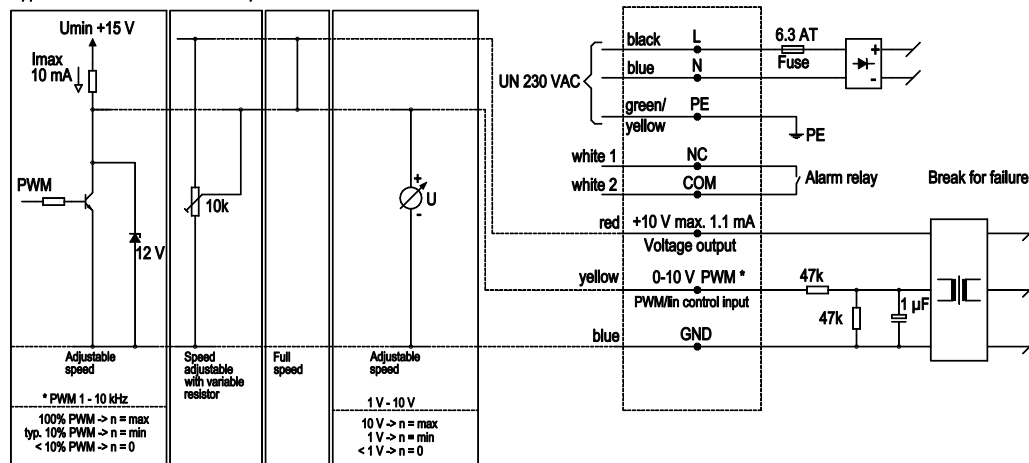 Umin +15 V
Imax
10 mA
PWM
12 V
10k
+
U
-
UN 230 VAC
black
L
6.3 AT
Fuse
+
-
blue
N
green/
yellow
PE
PE
white 1
NC
white 2
COM
Alarm relay
Break for failure
red
+10 V max. 1.1 mA
Voltage output
yellow
0-10 V PWM *
PWM/lin control input
47k
47k
1 µF
blue
GND
Adjustable
speed
* PWM 1 - 10 kHz
100% PWM -> n = max
typ. 10% PWM -> n = min
< 10% PWM -> n = 0
Speed
adjustable
with variable
resistor
Full
speed
Adjustable
speed
1 V - 10 V
10 V -> n = max
1 V -> n = min
< 1 V -> n = 0